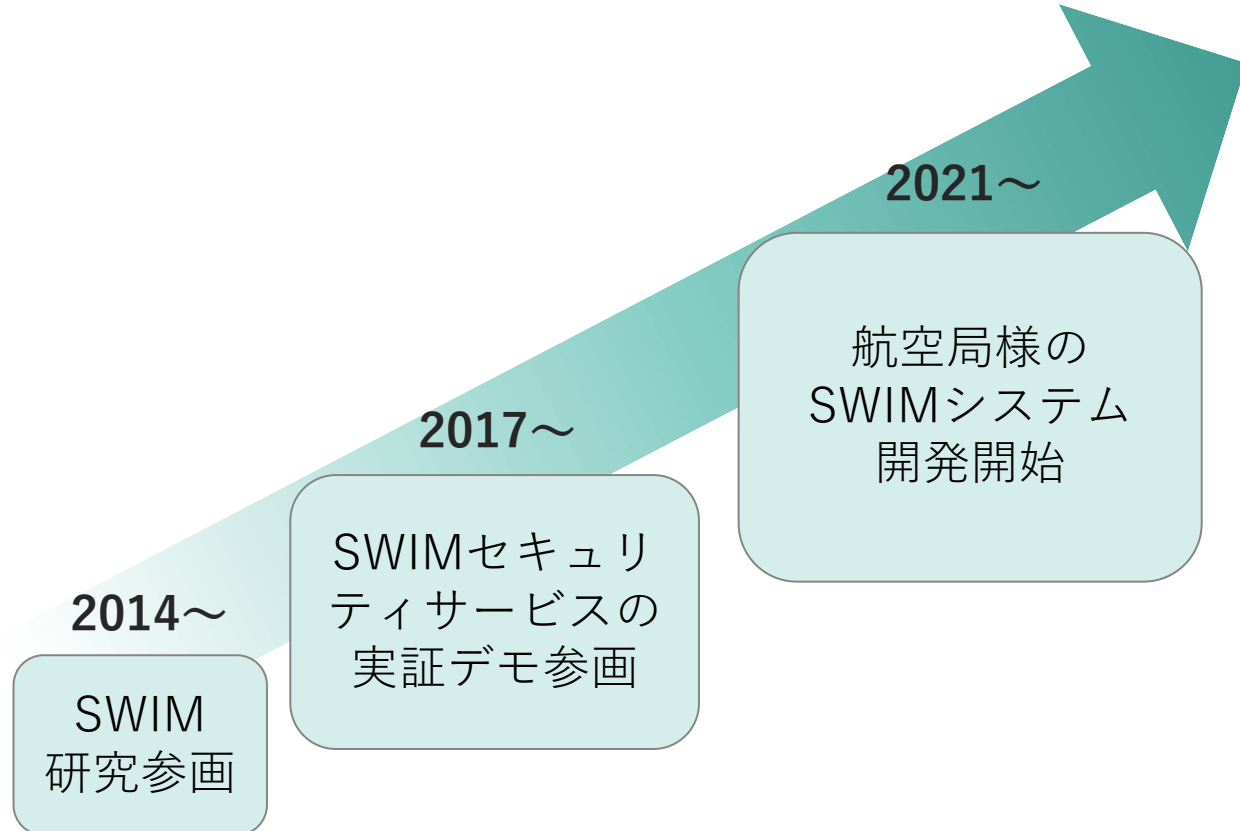 2014～
SWIM
研究参画
2017～
SWIMセキュリ
ティサービスの
実証デモ参画
2021～
航空局様の
SWIMシステム
開発開始